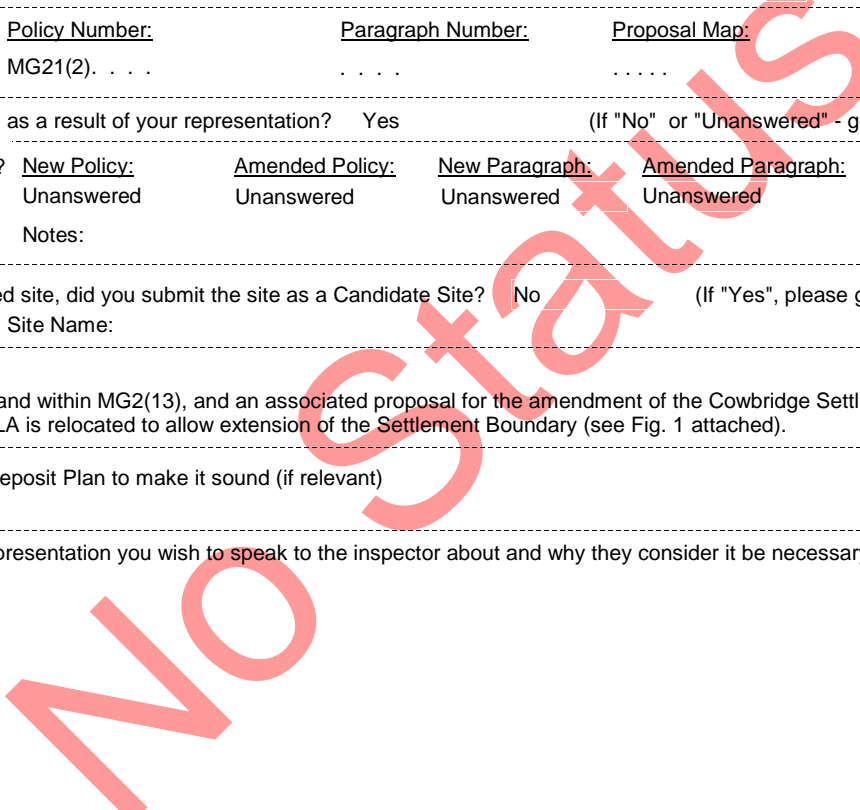 Policy Number: Paragraph Number: Proposal Map:
MG21(2). . . . . . . . . . . . .
as a result of your representation? Yes (If "No" or "Unanswered" - g
? New Policy: Amended Policy: New Paragraph: Amended Paragraph:
Unanswered Unanswered Unanswered Unanswered
Notes:
ed site, did you submit the site as a Candidate Site? No (If "Yes", please g
Site Name:
and within MG2(13), and an associated proposal for the amendment of the Cowbridge Settl
LA is relocated to allow extension of the Settlement Boundary (see Fig. 1 attached).
eposit Plan to make it sound (if relevant)
presentation you wish to speak to the inspector about and why they consider it be necessary
No Status